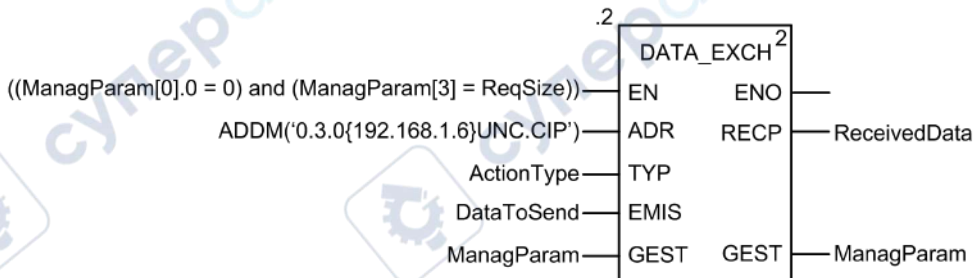 .2
DATA_EXCH 2
((ManagParam[0].0 = 0) and (ManagParam[3] = ReqSize)) EN ENO
ADDM('0.3.0{192.168.1.6}UNC.CIP') ADR RECP ReceivedData
ActionType TYP
DataToSend EMIS
ManagParam GEST GEST ManagParam